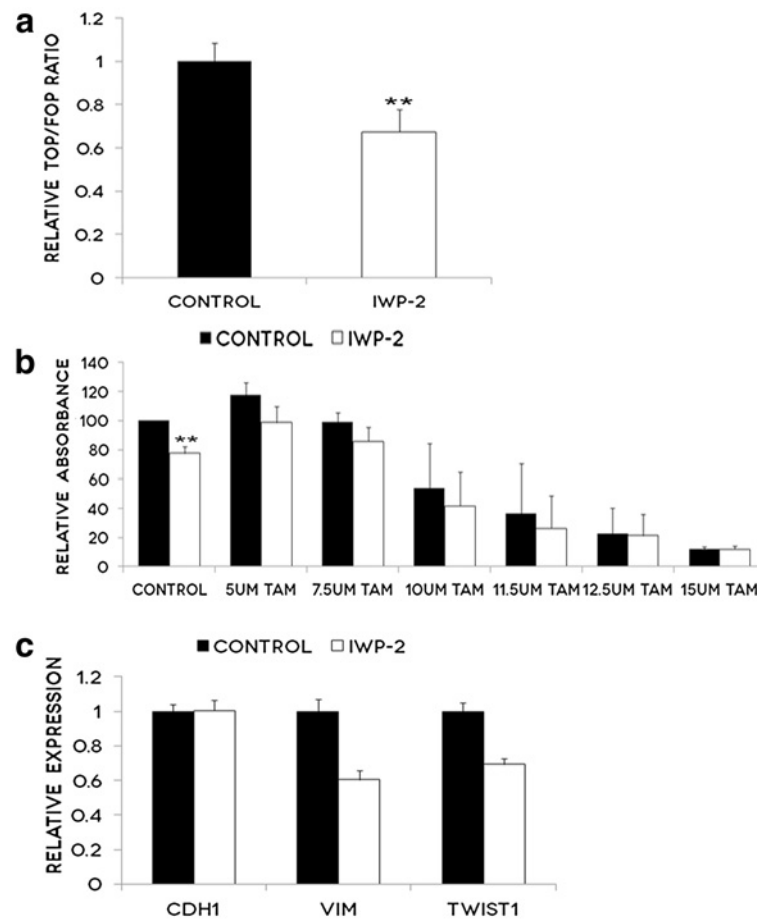 a
RELATIVE TOP/FOP RATIO
1
0.8
0.6
0.4
0.2
0
**
CONTROL IWP-2
b
CONTROL IWP-2
RELATIVE ABSORBANCE
140
120
100
80
60
40
20
0
**
CONTROL 5UM TAM 7.5UM TAM 10UM TAM 11.5UM TAM 12.5UM TAM 15UM TAM
c
CONTROL IWP-2
RELATIVE EXPRESSION
1.2
1
0.8
0.6
0.4
0.2
0
CDH1 VIM TWIST1